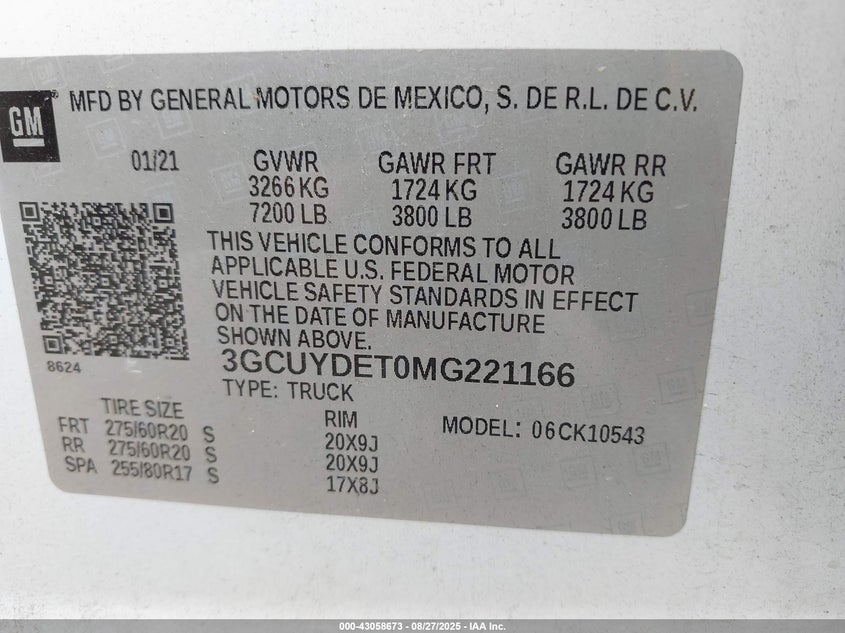 GM
MFD BY GENERAL MOTORS DE MEXICO, S. DE R.L. DE C.V.
01/21 GVWR GAWR FRT GAWR RR
3266 KG 1724 KG 1724 KG
7200 LB 3800 LB 3800 LB
THIS VEHICLE CONFORMS TO ALL
APPLICABLE U.S. FEDERAL MOTOR
VEHICLE SAFETY STANDARDS IN EFFECT
ON THE DATE OF MANUFACTURE
SHOWN ABOVE.
8624
3GCUYDET0MG221166
TYPE: TRUCK
TIRE SIZE RIM MODEL: 06CK10543
FRT 275/60R20 S 20X9J
RR 275/60R20 S 20X9J
SPA 255/80R17 S 17X8J
000-43058673 - 08/27/2025 - IAA Inc.